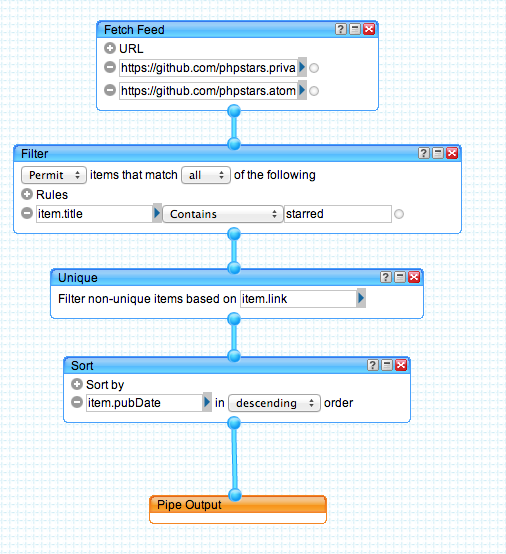 Fetch Feed
URL
https://github.com/phpstars.priva
https://github.com/phpstars.atom
Filter
Permit items that match all of the following
Rules
item.title Contains starred
Unique
Filter non-unique items based on item.link
Sort
Sort by
item.pubDate in descending order
Pipe Output